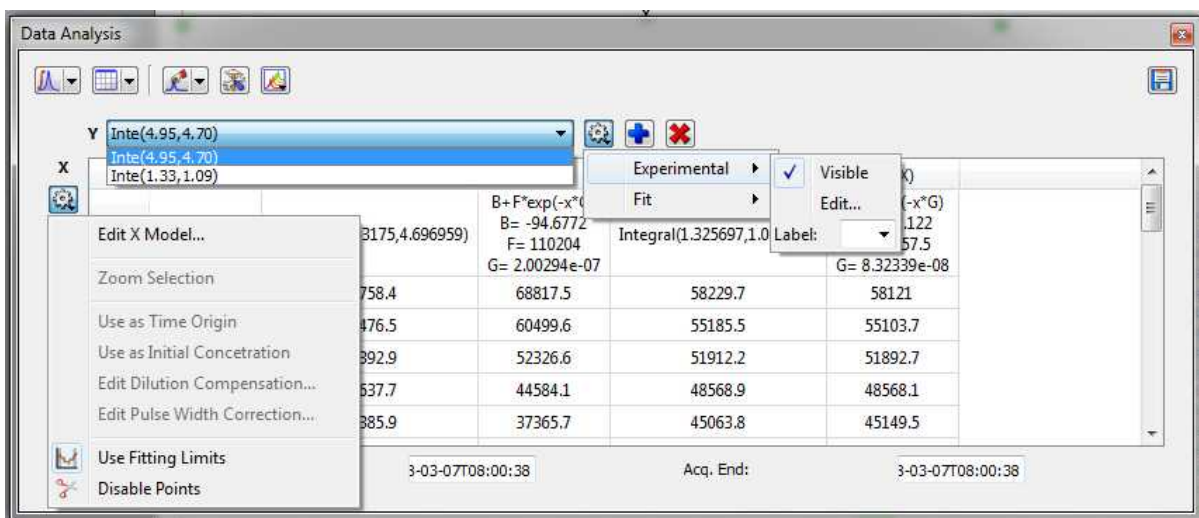 Data Analysis
Y Inte(4.95,4.70)
Inte(4.95,4.70)
Inte(1.33,1.09)
X
Experimental
Fit
Visible
Edit...
Label:
Edit X Model...
Zoom Selection
Use as Time Origin
Use as Initial Concetration
Edit Dilution Compensation...
Edit Pulse Width Correction...
Use Fitting Limits
Disable Points
3175,4.696959)
B+F*exp(-x*
B= -94.6772
F= 110204
G= 2.00294e-07
Integral(1.325697,1.0
X)
(-x*G)
.122
57.5
G= 8.32339e-08
758.4 68817.5 58229.7 58121
476.5 60499.6 55185.5 55103.7
392.9 52326.6 51912.2 51892.7
637.7 44584.1 48568.9 48568.1
385.9 37365.7 45063.8 45149.5
3-03-07T08:00:38 Acq. End: 3-03-07T08:00:38